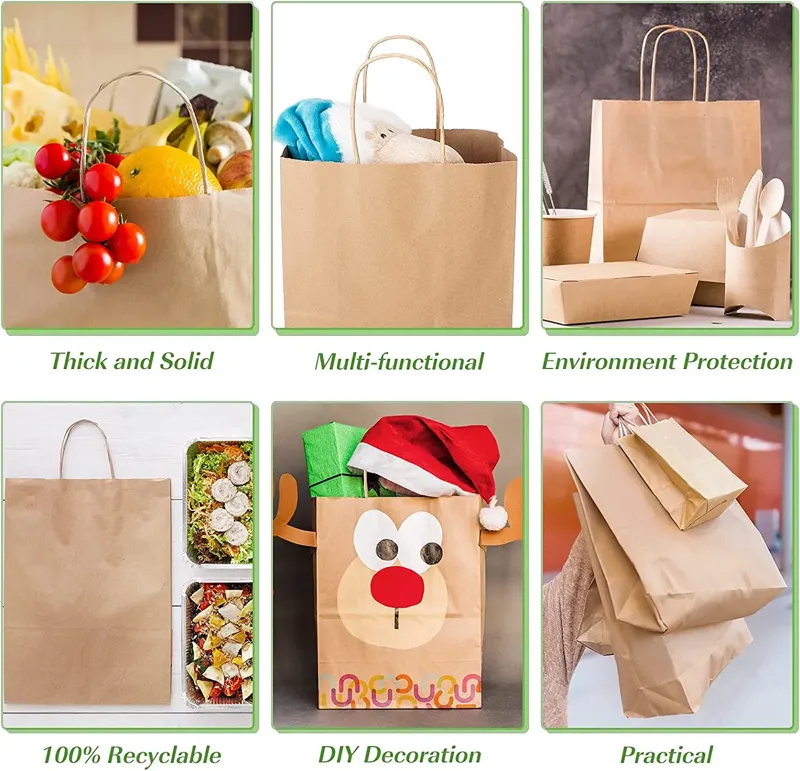 Thick and Solid
Multi-functional
Environment Protection
100% Recyclable
DIY Decoration
Practical